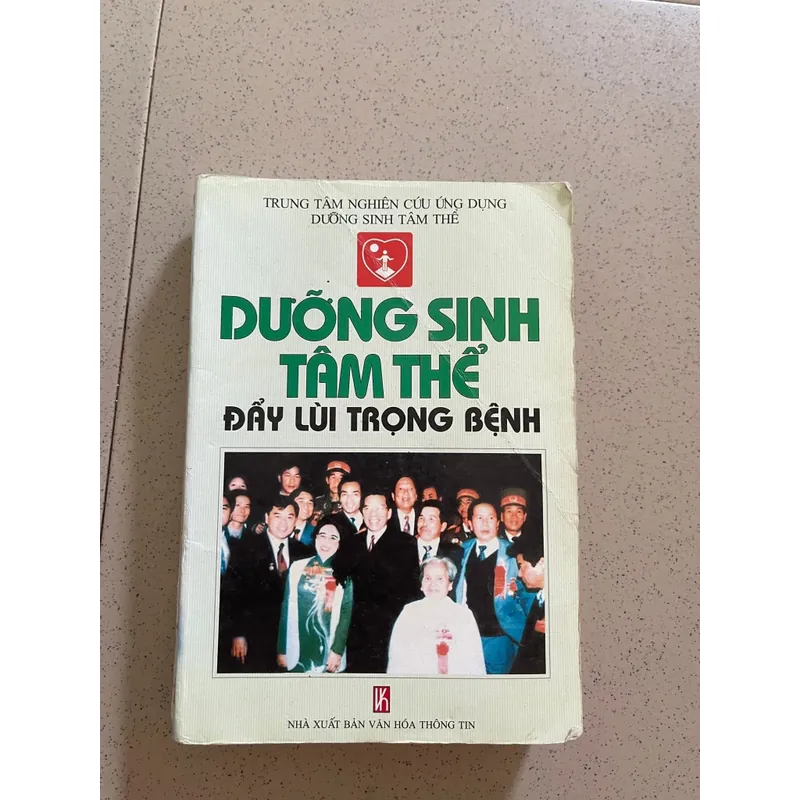 TRUNG TÂM NGHIÊN CỨU ỨNG DỤNG
DƯỠNG SINH TÂM THỂ
DƯỠNG SINH
TÂM THỂ
ĐẨY LÙI TRỌNG BỆNH
NHÀ XUẤT BẢN VĂN HÓA THÔNG TIN